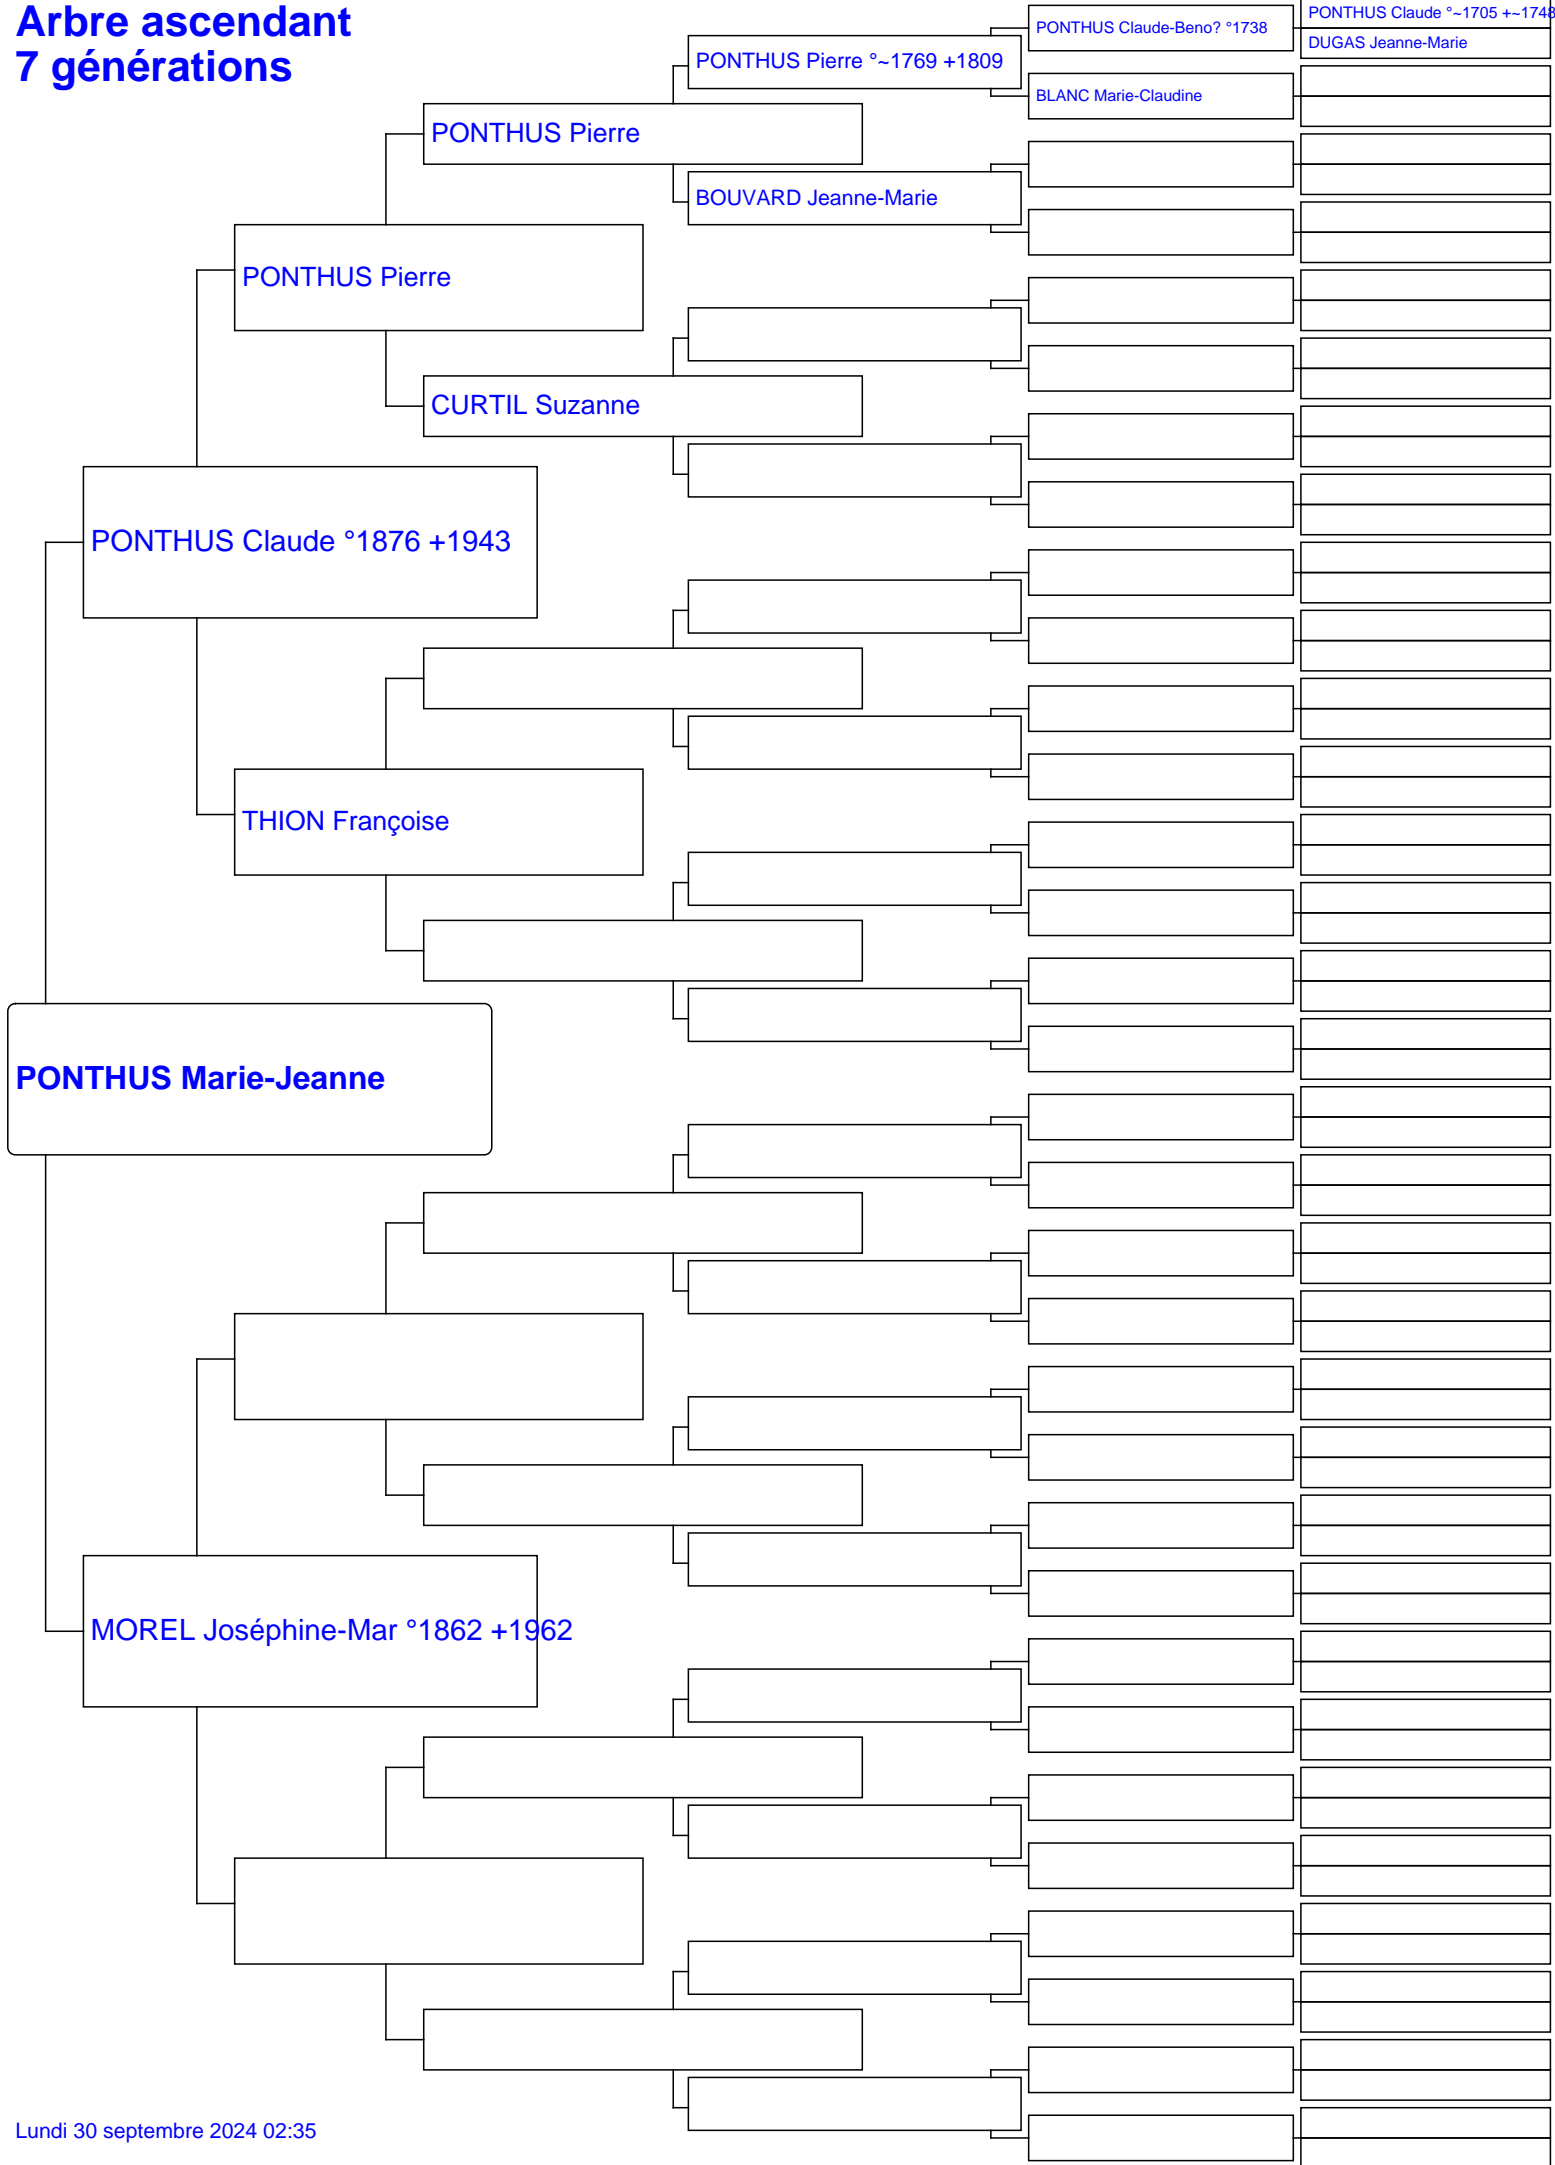 Arbre ascendant
7 générations
PONTHUS Claude °~1705 +~1748
PONTHUS Claude-Beno? °1738
DUGAS Jeanne-Marie
PONTHUS Pierre °~1769 +1809
BLANC Marie-Claudine
PONTHUS Pierre
BOUVARD Jeanne-Marie
PONTHUS Pierre
CURTIL Suzanne
PONTHUS Claude °1876 +1943
THION Françoise
PONTHUS Marie-Jeanne
MOREL Joséphine-Mar °1862 +1962
Lundi 30 septembre 2024 02:35